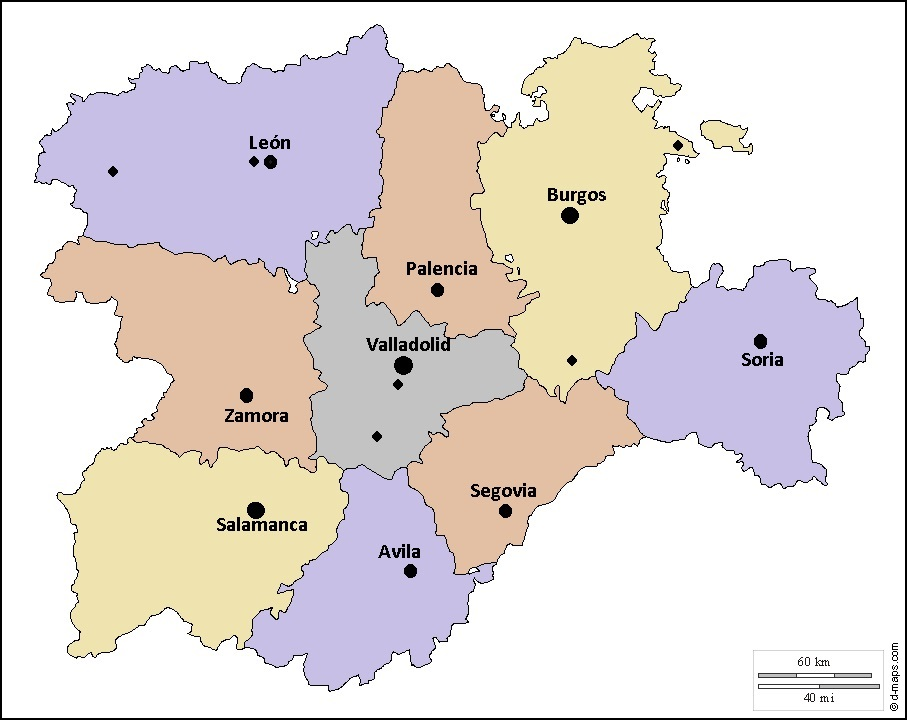 León
Burgos
Palencia
Valladolid
Soria
Zamora
Segovia
Salamanca
Avila
60 km
40 mi
© d-maps.com